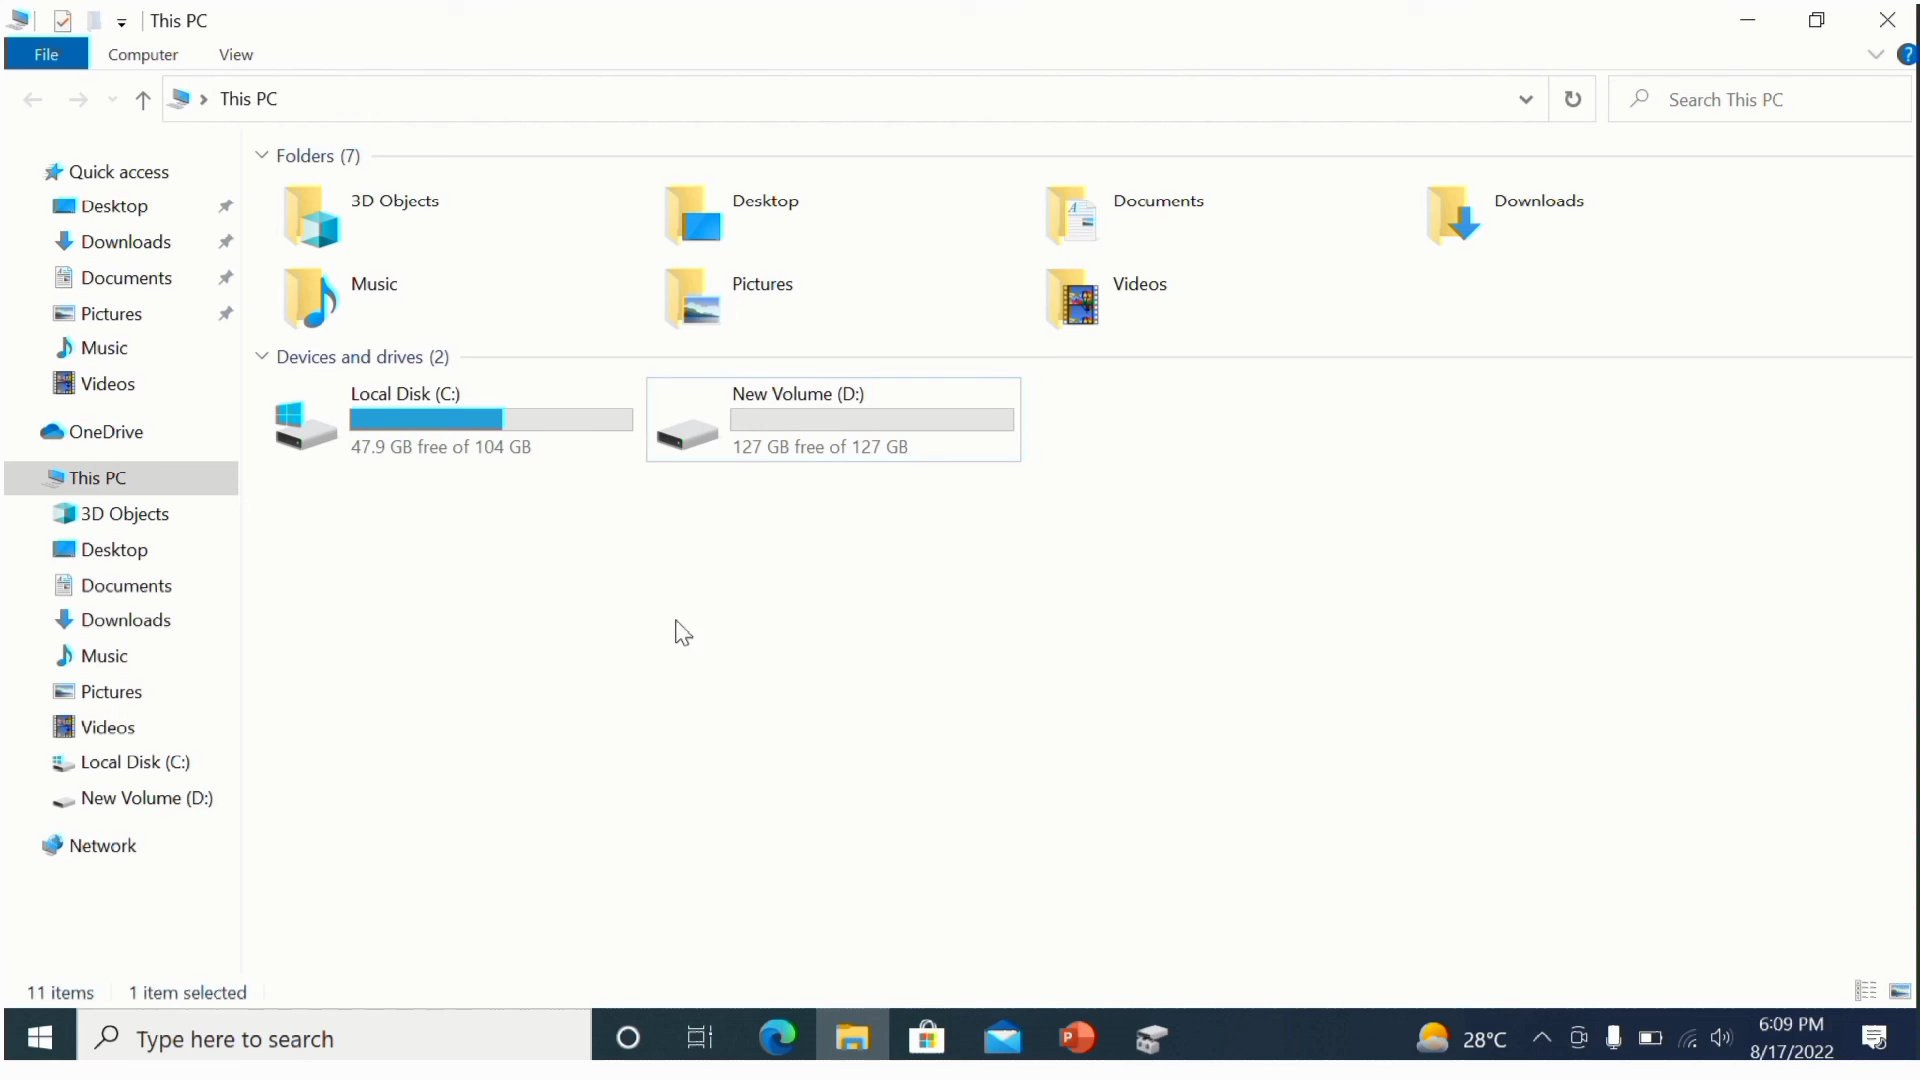 This PC
File Computer View
This PC
Search This PC
Quick access
Desktop
Downloads
Documents
Pictures
Music
Videos
OneDrive
This PC
3D Objects
Desktop
Documents
Downloads
Music
Pictures
Videos
Local Disk (C:)
New Volume (D:)
Network
Folders (7)
3D Objects
Desktop
Documents
Downloads
Music
Pictures
Videos
Devices and drives (2)
Local Disk (C:)
47.9 GB free of 104 GB
New Volume (D:)
127 GB free of 127 GB
11 items 1 item selected
Type here to search
28°C
6:09 PM
8/17/2022